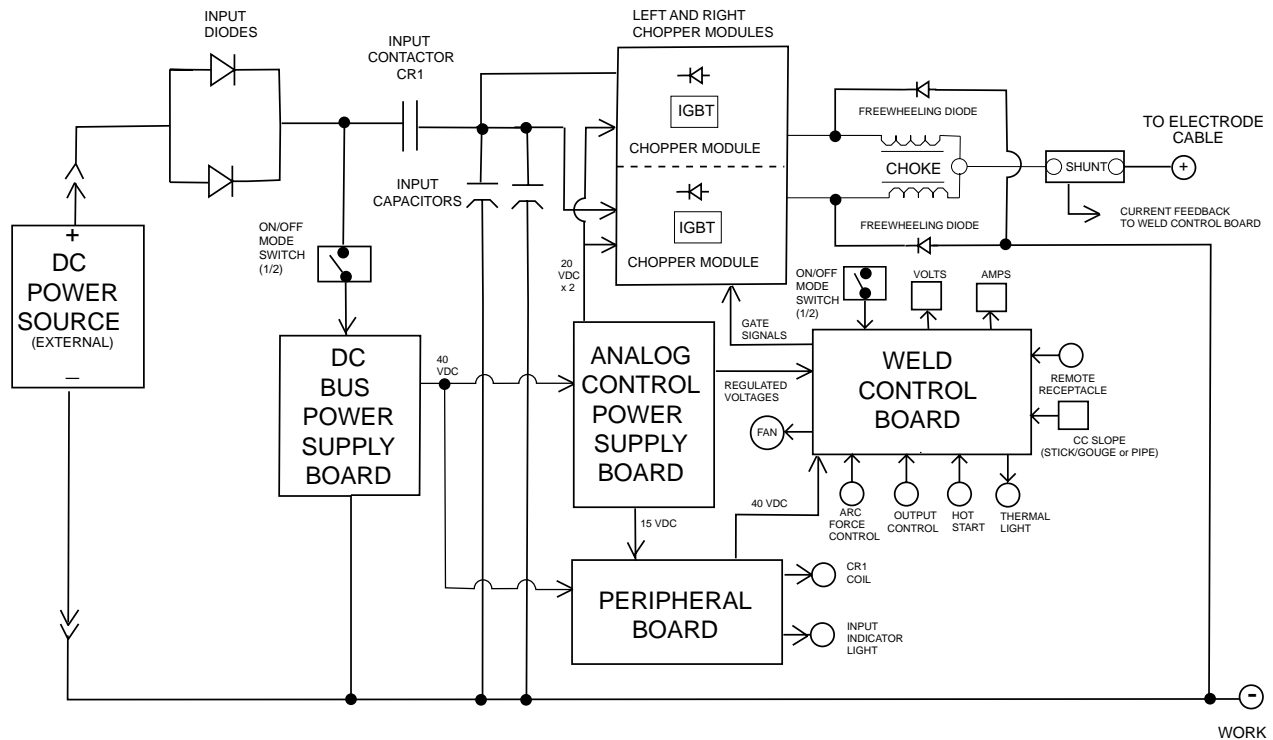 INPUT
DIODES
INPUT
CONTACTOR
CR1
LEFT AND RIGHT
CHOPPER MODULES
IGBT
CHOPPER MODULE
INPUT
CAPACITORS
IGBT
CHOPPER MODULE
FREEWHEELING DIODE
CHOKE
FREEWHEELING DIODE
TO ELECTRODE
CABLE
SHUNT
+
CURRENT FEEDBACK
TO WELD CONTROL BOARD
+
DC
POWER
SOURCE
(EXTERNAL)
–
ON/OFF
MODE
SWITCH
(1/2)
20
VDC
x 2
ON/OFF
MODE
SWITCH
(1/2)
VOLTS
AMPS
GATE
SIGNALS
DC
BUS
POWER
SUPPLY
BOARD
40
VDC
ANALOG
CONTROL
POWER
SUPPLY
BOARD
REGULATED
VOLTAGES
WELD
CONTROL
BOARD
REMOTE
RECEPTACLE
CC SLOPE
(STICK/GOUGE or PIPE)
FAN
ARC
FORCE
CONTROL
OUTPUT
CONTROL
HOT
START
THERMAL
LIGHT
15 VDC
40 VDC
PERIPHERAL
BOARD
CR1
COIL
INPUT
INDICATOR
LIGHT
-
WORK